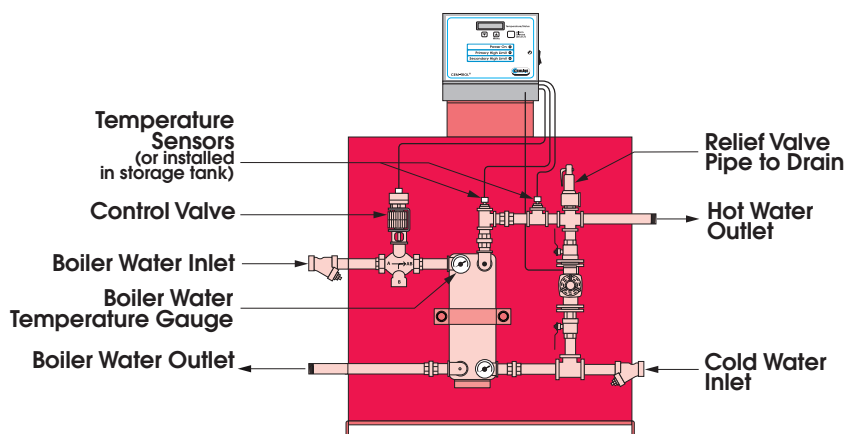 Power On
Primary High Limit
Secondary High Limit
Temperature
Sensors
(or installed
in storage tank)
Control Valve
Boiler Water Inlet
Boiler Water
Temperature Gauge
Boiler Water Outlet
Relief Valve
Pipe to Drain
Hot Water
Outlet
Cold Water
Inlet
A
AB
B